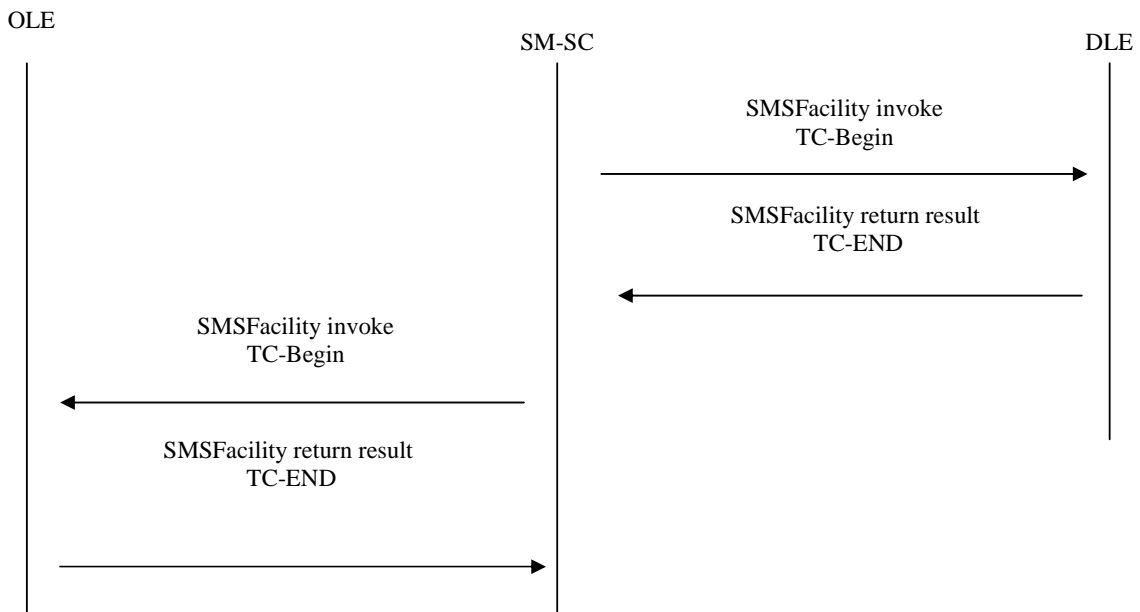 OLE
SM-SC
DLE
SMSFacility invoke
TC-Begin
SMSFacility return result
TC-END
SMSFacility invoke
TC-Begin
SMSFacility return result
TC-END